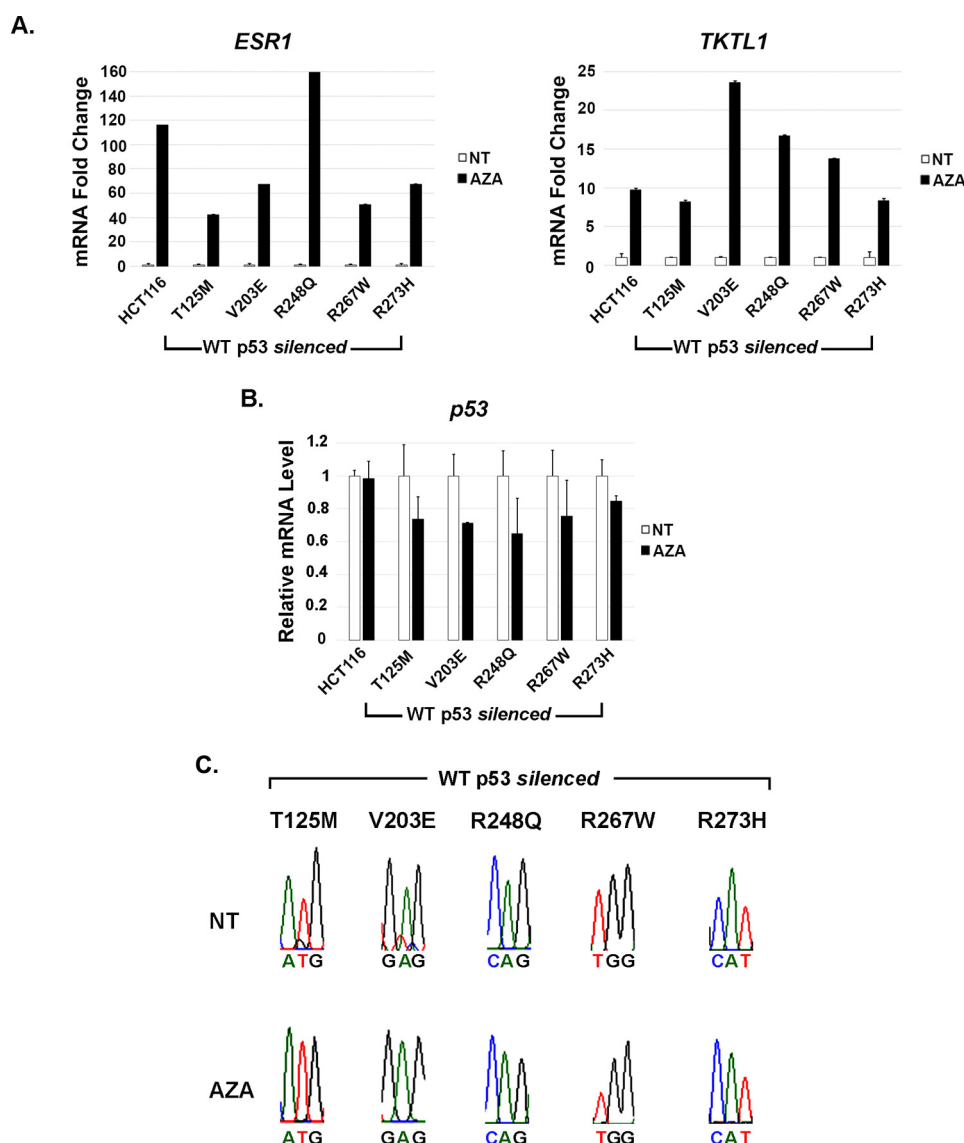 A.
ESR1
mRNA Fold Change
160
140
120
100
80
60
40
20
0
NT
AZA
HCT116
T125M
V203E
R248Q
R267W
R273H
WT p53 silenced
TKTL1
mRNA Fold Change
25
20
15
10
5
0
NT
AZA
HCT116
T125M
V203E
R248Q
R267W
R273H
WT p53 silenced
B.
p53
Relative mRNA Level
1.2
1
0.8
0.6
0.4
0.2
0
NT
AZA
HCT116
T125M
V203E
R248Q
R267W
R273H
WT p53 silenced
C.
WT p53 silenced
T125M V203E R248Q R267W R273H
NT
ATG GAG CAG TGG CAT
AZA
ATG GAG CAG TGG CAT